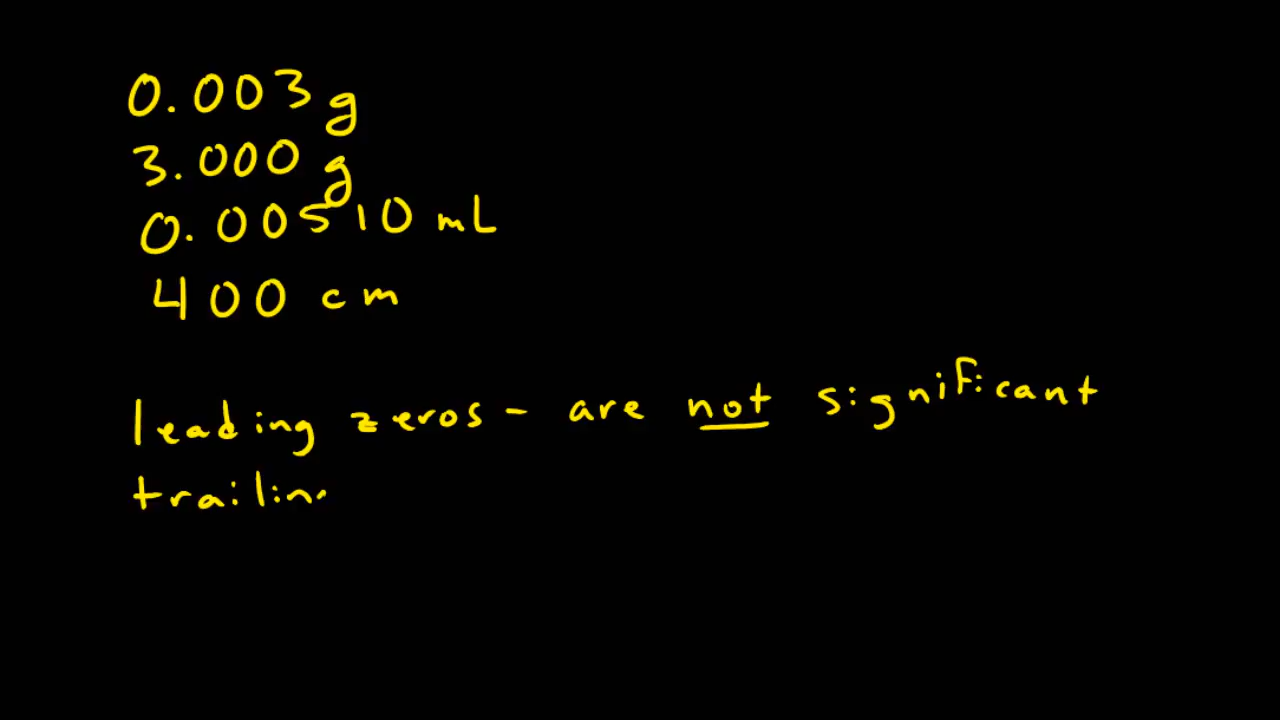 0.003 g
3.000 g
0.00510 mL
400 cm
leading zeros - are not significant
trailin